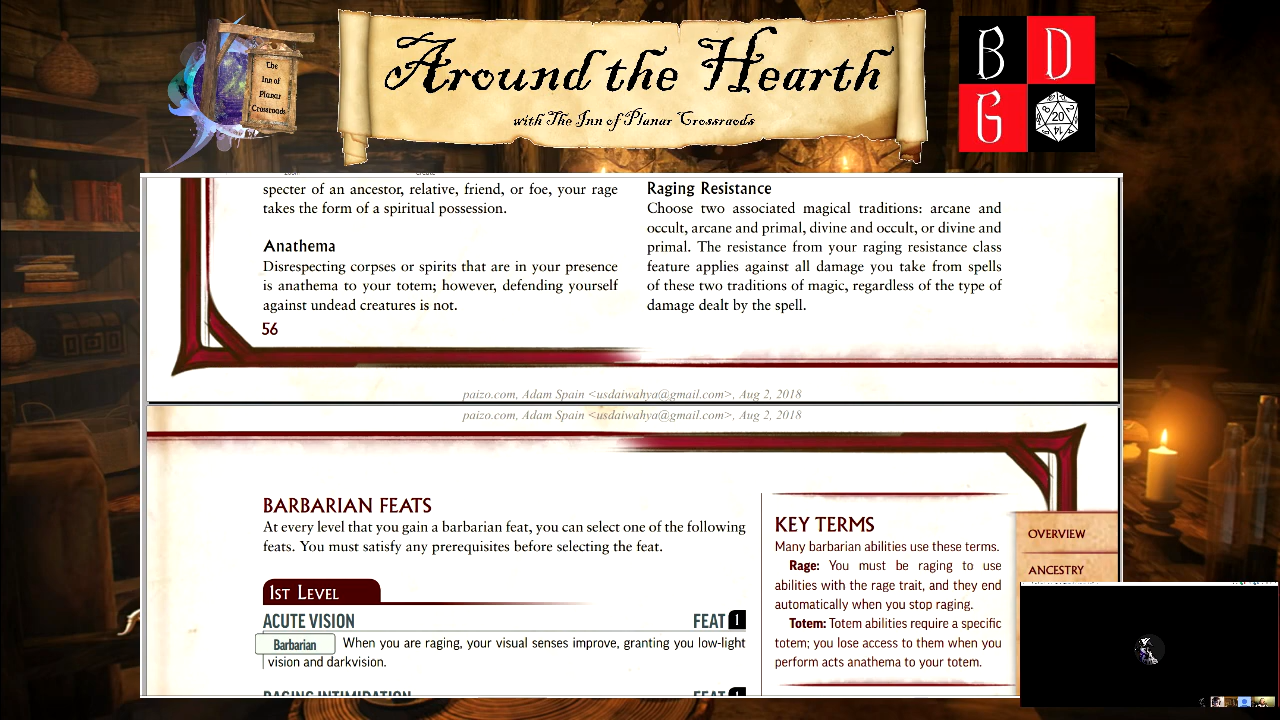 The
Inn of
Planar
Crossroads
Around the Hearth
with The Inn of Planar Crossraods
B D
G
20
specter of an ancestor, relative, friend, or foe, your rage
takes the form of a spiritual possession.
Anathema
Disrespecting corpses or spirits that are in your presence
is anathema to your totem; however, defending yourself
against undead creatures is not.
56
Raging Resistance
Choose two associated magical traditions: arcane and
occult, arcane and primal, divine and occult, or divine and
primal. The resistance from your raging resistance class
feature applies against all damage you take from spells
of these two traditions of magic, regardless of the type of
damage dealt by the spell.
paizo.com, Adam Spain <usdaiwahya@gmail.com>, Aug 2, 2018
paizo.com, Adam Spain <usdaiwahya@gmail.com>, Aug 2, 2018
BARBARIAN FEATS
At every level that you gain a barbarian feat, you can select one of the following
feats. You must satisfy any prerequisites before selecting the feat.
1ST LEVEL
ACUTE VISION FEAT 1
Barbarian When you are raging, your visual senses improve, granting you low-light
vision and darkvision.
RAGING INTIMIDATION FEAT 1
KEY TERMS
Many barbarian abilities use these terms.
Rage: You must be raging to use
abilities with the rage trait, and they end
automatically when you stop raging.
Totem: Totem abilities require a specific
totem; you lose access to them when you
perform acts anathema to your totem.
OVERVIEW
ANCESTRY